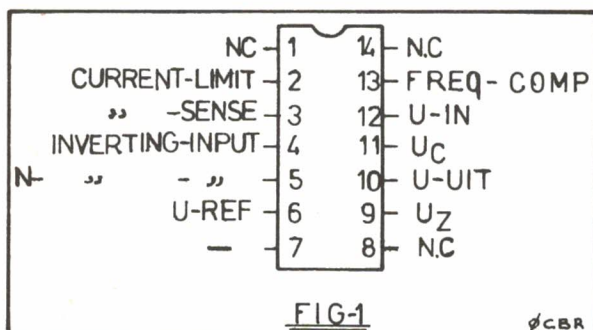 NC 1 14 N.C
CURRENT-LIMIT 2 13 FREQ-COMP
„ -SENSE 3 12 U-IN
INVERTING-INPUT 4 11 UC
N- „ - „ 5 10 U-UIT
U-REF 6 9 UZ
— 7 8 N.C
FIG-1
ØCBR